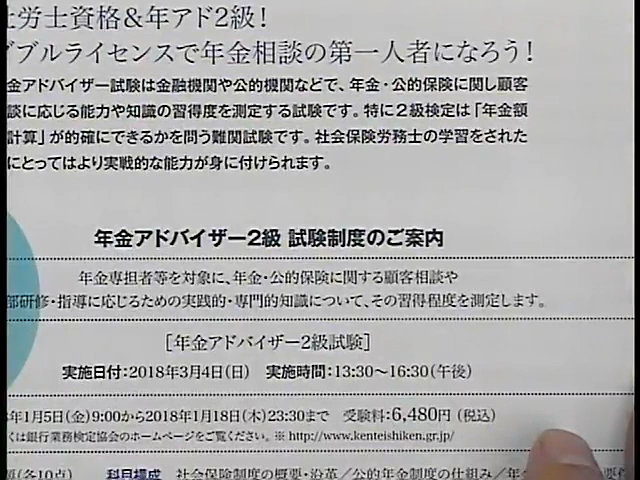 労士資格&年アド2級!
ブルライセンスで年金相談の第一人者になろう!
金アドバイザー試験は金融機関や公的機関などで、年金・公的保険に関し顧客
談に応じる能力や知識の習得度を測定する試験です。特に2級検定は「年金額
計算」が的確にできるかを問う難関試験です。社会保険労務士の学習をされた
にとってはより実戦的な能力が身に付けられます。
年金アドバイザー2級 試験制度のご案内
年金専担者等を対象に、年金・公的保険に関する顧客相談や
部研修・指導に応じるための実践的・専門的知識について、その習得程度を測定します。
[年金アドバイザー2級試験]
実施日付:2018年3月4日(日) 実施時間:13:30〜16:30(午後)
年1月5日(金)9:00から2018年1月18日(木)23:30まで 受験料:6,480円(税込)
くは銀行業務検定協会のホームページをご覧ください。※ http://www.kenteishiken.gr.jp/
(各10点) 科目構成 社会保険制度の概要・沿革/公的年金制度の仕組み/年